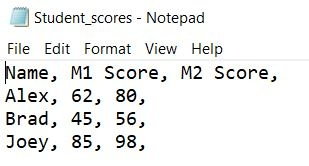 Student_scores - Notepad
File Edit Format View Help
Name, M1 Score, M2 Score,
Alex, 62, 80,
Brad, 45, 56,
Joey, 85, 98,